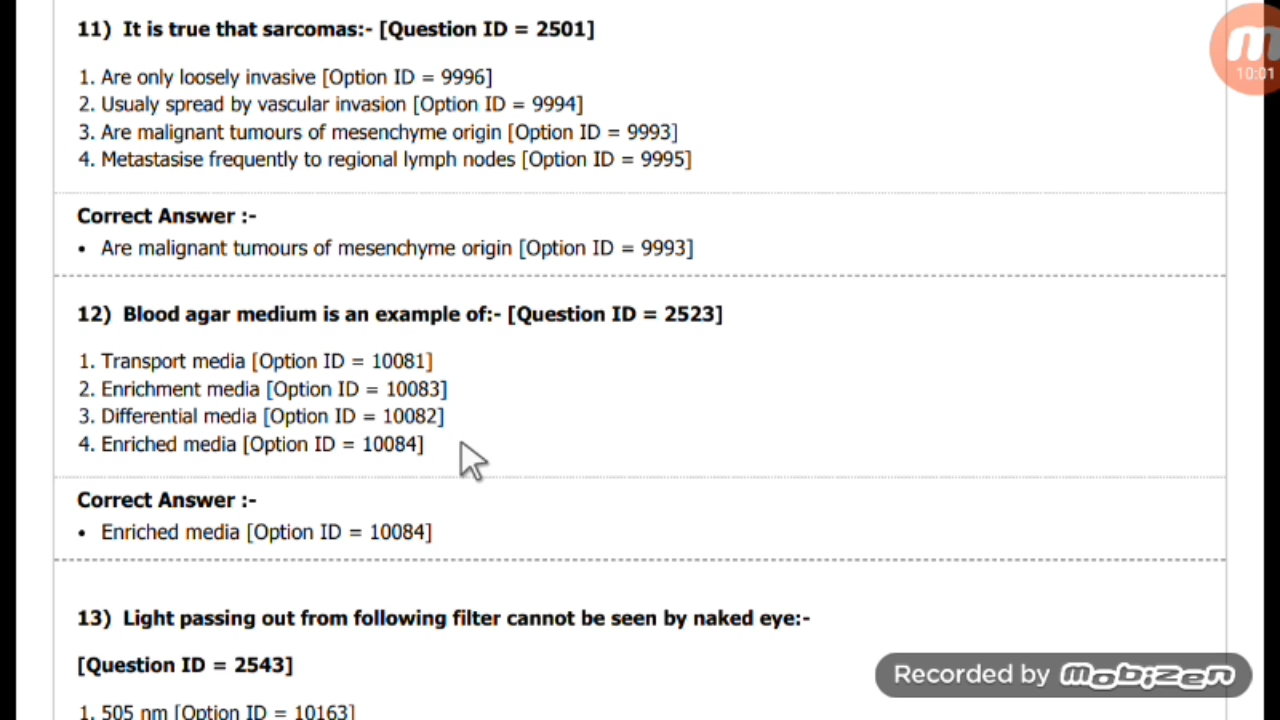 11) It is true that sarcomas:- [Question ID = 2501]
1. Are only loosely invasive [Option ID = 9996]
2. Usualy spread by vascular invasion [Option ID = 9994]
3. Are malignant tumours of mesenchyme origin [Option ID = 9993]
4. Metastasise frequently to regional lymph nodes [Option ID = 9995]
Correct Answer :-
• Are malignant tumours of mesenchyme origin [Option ID = 9993]
12) Blood agar medium is an example of:- [Question ID = 2523]
1. Transport media [Option ID = 10081]
2. Enrichment media [Option ID = 10083]
3. Differential media [Option ID = 10082]
4. Enriched media [Option ID = 10084]
Correct Answer :-
• Enriched media [Option ID = 10084]
13) Light passing out from following filter cannot be seen by naked eye:-
[Question ID = 2543]
1. 505 nm [Option ID = 10163]
m
10:01
Recorded by mobizen